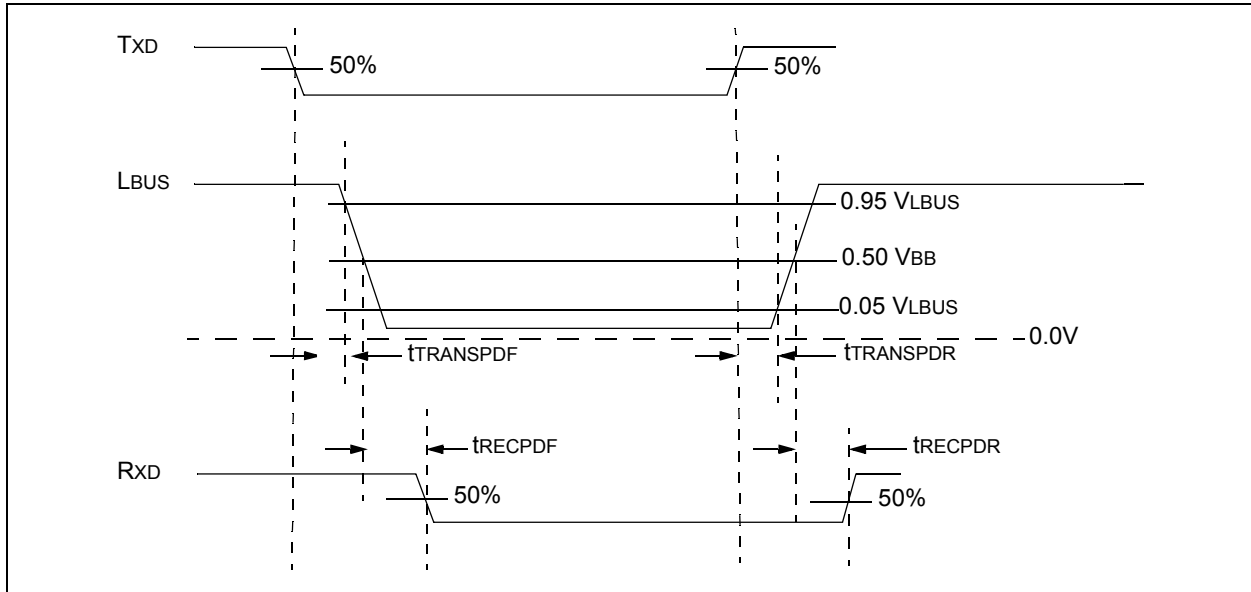 TXD
50%
50%
LBUS
0.95 VLBUS
0.50 VBB
0.05 VLBUS
0.0V
tTRANSPDF
tTRANSPDR
tRECPDF
tRECPDR
RXD
50%
50%